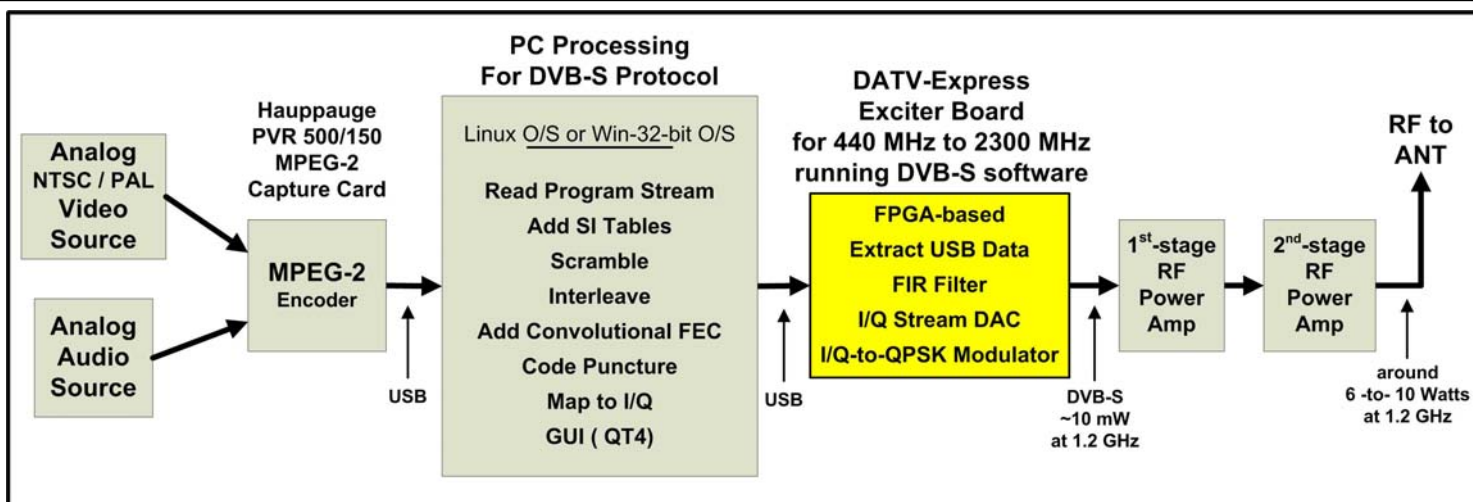 Analog
NTSC / PAL
Video
Source
Analog
Audio
Source
Hauppauge
PVR 500/150
MPEG-2
Capture Card
MPEG-2
Encoder
USB
PC Processing
For DVB-S Protocol
Linux O/S or Win-32-bit O/S
Read Program Stream
Add SI Tables
Scramble
Interleave
Add Convolutional FEC
Code Puncture
Map to I/Q
GUI ( QT4)
USB
DATV-Express
Exciter Board
for 440 MHz to 2300 MHz
running DVB-S software
FPGA-based
Extract USB Data
FIR Filter
I/Q Stream DAC
I/Q-to-QPSK Modulator
DVB-S
~10 mW
at 1.2 GHz
1st-stage
RF
Power
Amp
2nd-stage
RF
Power
Amp
RF to
ANT
around
6 -to- 10 Watts
at 1.2 GHz